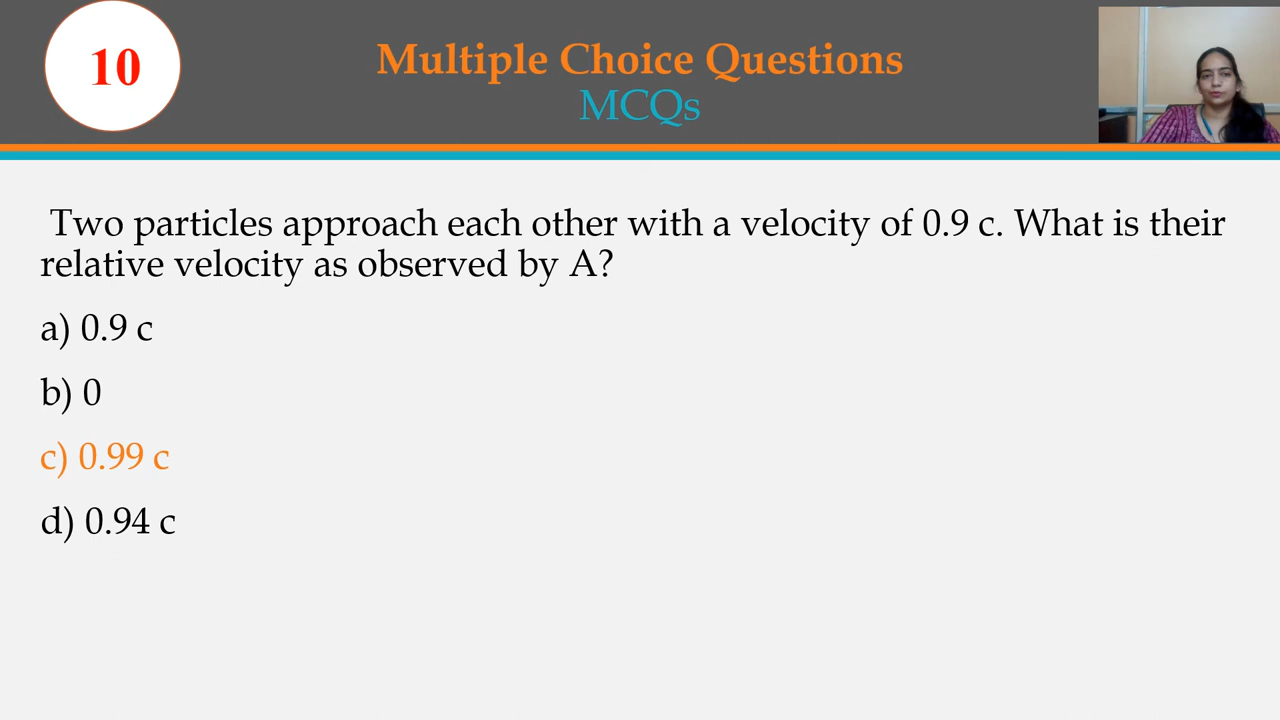 10
Multiple Choice Questions
MCQs
Two particles approach each other with a velocity of 0.9 c. What is their
relative velocity as observed by A?
a) 0.9 c
b) 0
c) 0.99 c
d) 0.94 c